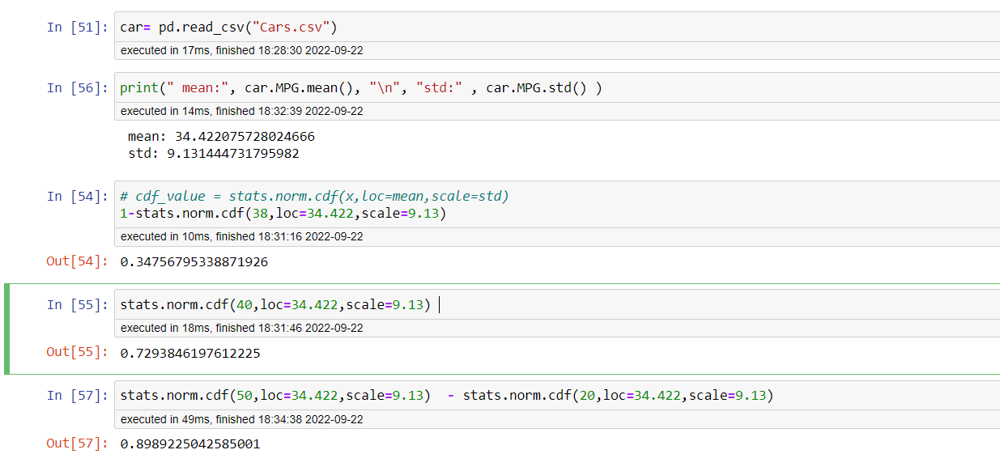 In [51]: car= pd.read_csv("Cars.csv")
executed in 17ms, finished 18:28:30 2022-09-22
In [56]: print(" mean:", car.MPG.mean(), "\n", "std:" , car.MPG.std() )
executed in 14ms, finished 18:32:39 2022-09-22
mean: 34.422075728024666
std: 9.131444731795982
In [54]: # cdf_value = stats.norm.cdf(x,loc=mean,scale=std)
1-stats.norm.cdf(38,loc=34.422,scale=9.13)
executed in 10ms, finished 18:31:16 2022-09-22
Out[54]: 0.34756795338871926
In [55]: stats.norm.cdf(40,loc=34.422,scale=9.13)
executed in 18ms, finished 18:31:46 2022-09-22
Out[55]: 0.7293846197612225
In [57]: stats.norm.cdf(50,loc=34.422,scale=9.13)  - stats.norm.cdf(20,loc=34.422,scale=9.13)
executed in 49ms, finished 18:34:38 2022-09-22
Out[57]: 0.8989225042585001